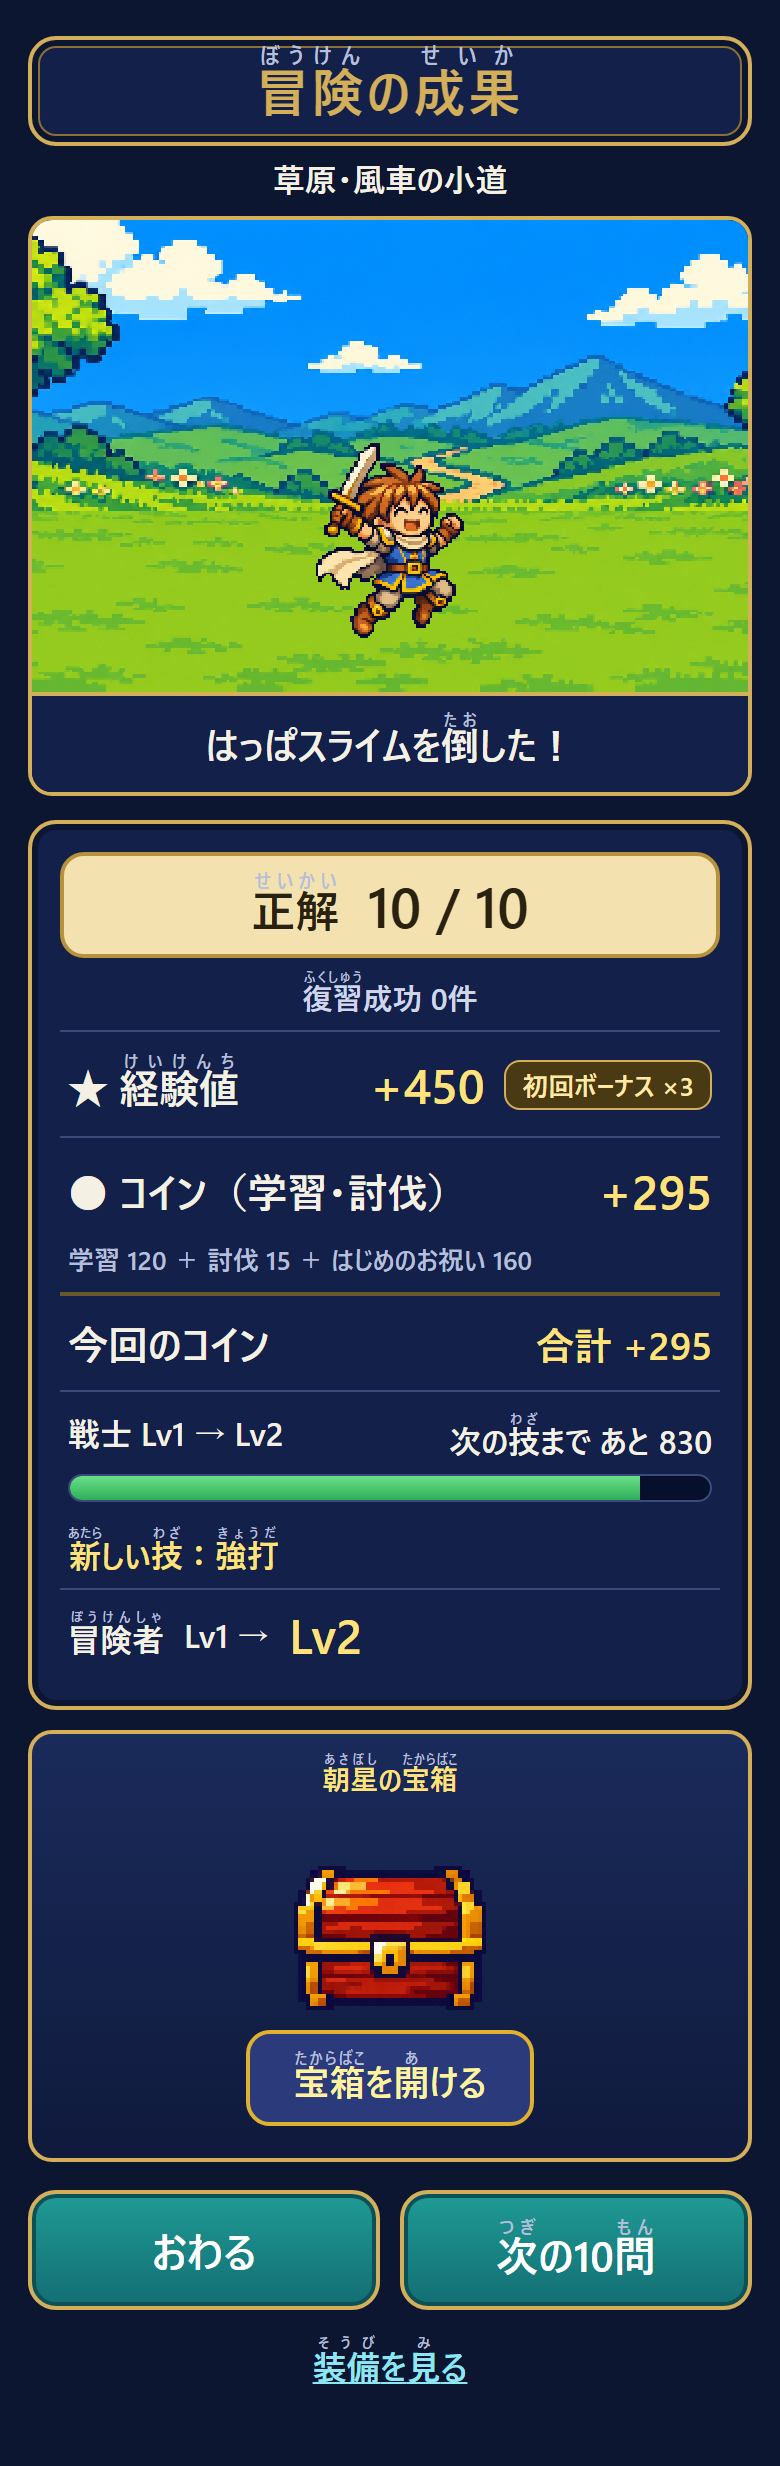 ぼうけん せいか
冒険の成果
草原・風車の小道
たお
はっぱスライムを倒した！
せいかい
正解 10 / 10
ふくしゅう
復習成功 0件
けいけんち
★ 経験値 +450 初回ボーナス ×3
● コイン（学習・討伐） +295
学習 120 ＋ 討伐 15 ＋ はじめのお祝い 160
今回のコイン 合計 +295
わざ
戦士 Lv1 → Lv2 次の技まで あと 830
あたら わざ きょうだ
新しい技：強打
ぼうけんしゃ
冒険者 Lv1 → Lv2
あさぼし たからばこ
朝星の宝箱
たからばこ あ
宝箱を開ける
おわる
つぎ もん
次の10問
そうび み
装備を見る